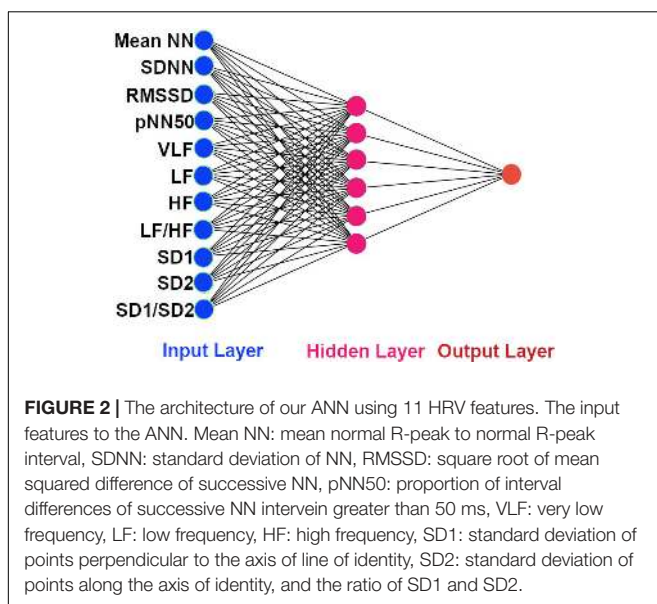 Mean NN
SDNN
RMSSD
pNN50
VLF
LF
HF
LF/HF
SD1
SD2
SD1/SD2
Input Layer Hidden Layer Output Layer
FIGURE 2 | The architecture of our ANN using 11 HRV features. The input
features to the ANN. Mean NN: mean normal R-peak to normal R-peak
interval, SDNN: standard deviation of NN, RMSSD: square root of mean
squared difference of successive NN, pNN50: proportion of interval
differences of successive NN intervein greater than 50 ms, VLF: very low
frequency, LF: low frequency, HF: high frequency, SD1: standard deviation of
points perpendicular to the axis of line of identity, SD2: standard deviation of
points along the axis of identity, and the ratio of SD1 and SD2.